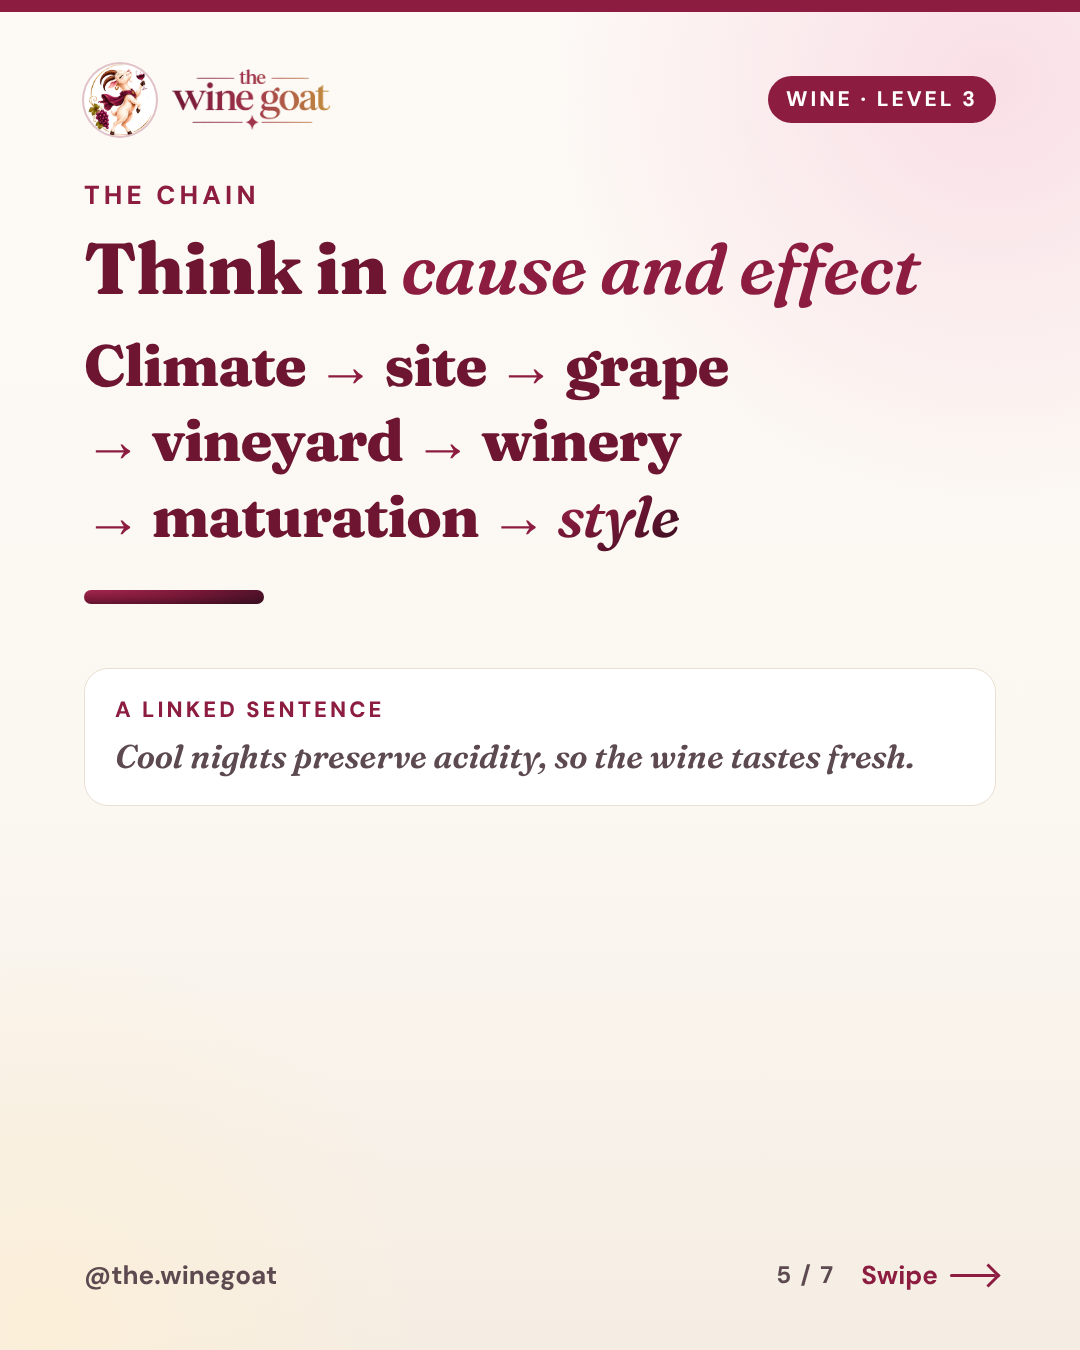 the
wine goat
WINE · LEVEL 3
THE CHAIN
Think in cause and effect
Climate → site → grape
→ vineyard → winery
→ maturation → style
A LINKED SENTENCE
Cool nights preserve acidity, so the wine tastes fresh.
@the.winegoat
5 / 7 Swipe →